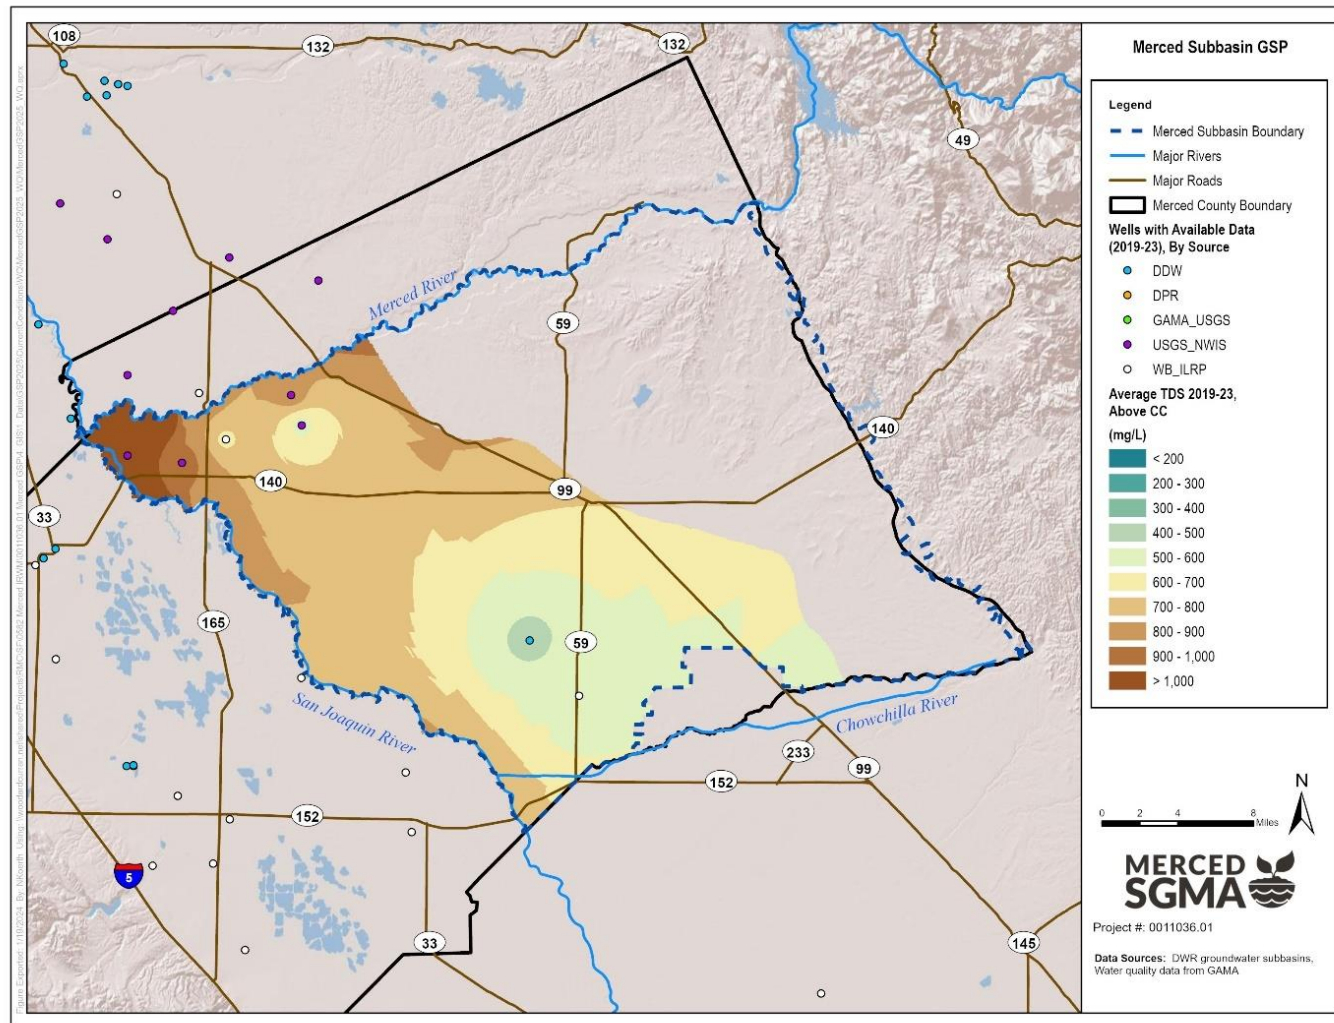 108
132
132
49
Merced River
59
140
140
99
33
165
59
San Joaquin River
Chowchilla River
233
99
152
152
5
33
145
Merced Subbasin GSP
Legend
Merced Subbasin Boundary
Major Rivers
Major Roads
Merced County Boundary
Wells with Available Data
(2019-23), By Source
DDW
DPR
GAMA_USGS
USGS_NWIS
WB_ILRP
Average TDS 2019-23,
Above CC
(mg/L)
< 200
200 - 300
300 - 400
400 - 500
500 - 600
600 - 700
700 - 800
800 - 900
900 - 1,000
> 1,000
N
0 2 4 8
Miles
MERCED
SGMA
Project #: 0011036.01
Data Sources: DWR groundwater subbasins,
Water quality data from GAMA